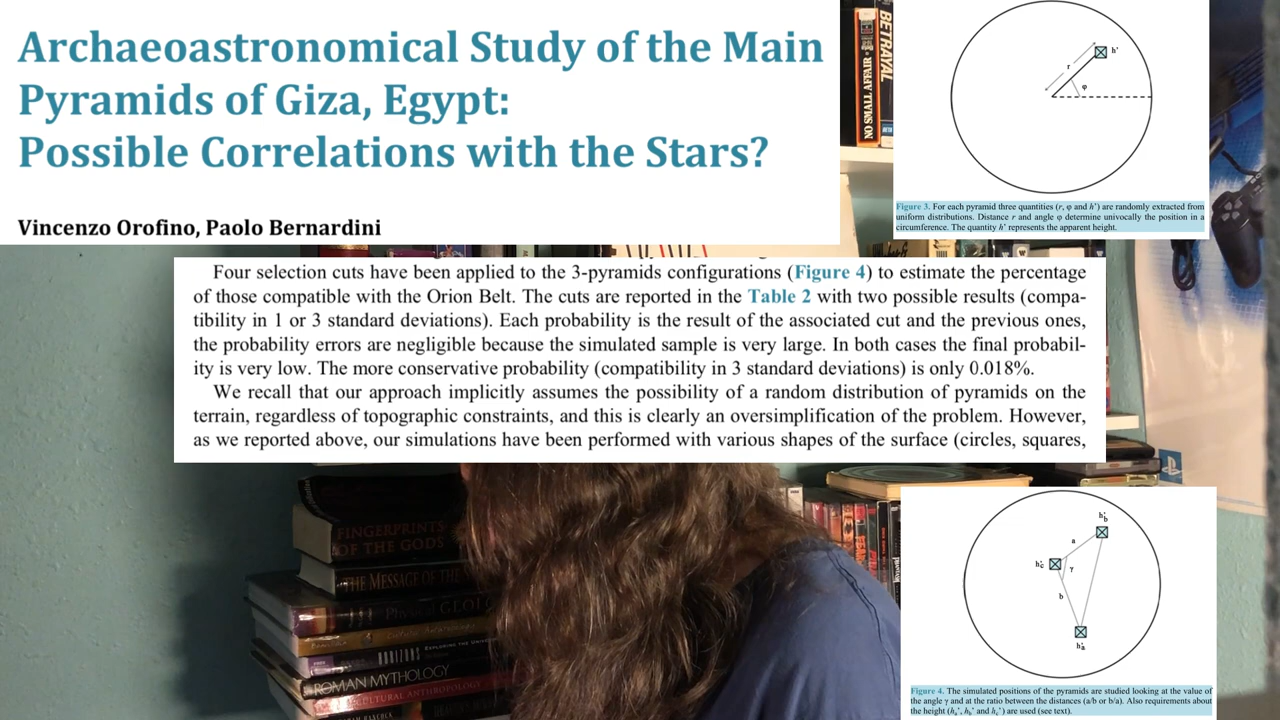 Archaeoastronomical Study of the Main
Pyramids of Giza, Egypt:
Possible Correlations with the Stars?
Vincenzo Orofino, Paolo Bernardini
NO SMALL AFFAIR
BETRAYAL
r
h'
φ
Figure 3. For each pyramid three quantities (r, φ and h') are randomly extracted from
uniform distributions. Distance r and angle φ determine univocally the position in a
circumference. The quantity h' represents the apparent height.
Four selection cuts have been applied to the 3-pyramids configurations (Figure 4) to estimate the percentage
of those compatible with the Orion Belt. The cuts are reported in the Table 2 with two possible results (compa-
tibility in 1 or 3 standard deviations). Each probability is the result of the associated cut and the previous ones,
the probability errors are negligible because the simulated sample is very large. In both cases the final probabil-
ity is very low. The more conservative probability (compatibility in 3 standard deviations) is only 0.018%.
We recall that our approach implicitly assumes the possibility of a random distribution of pyramids on the
terrain, regardless of topographic constraints, and this is clearly an oversimplification of the problem. However,
as we reported above, our simulations have been performed with various shapes of the surface (circles, squares,
FINGERPRINTS
OF THE GODS
THE MESSAGE OF THE
PHYSICAL GEOLO
HORIZONS
EXPLORING THE UNIV
ROMAN MYTHOLOGY
CULTURAL ANTHROPOLOGY
h'b
a
h'c
γ
b
h'a
Figure 4. The simulated positions of the pyramids are studied looking at the value of
the angle γ and at the ratio between the distances (a/b or b/a). Also requirements about
the height (ha', hb' and hc') are used (see text).